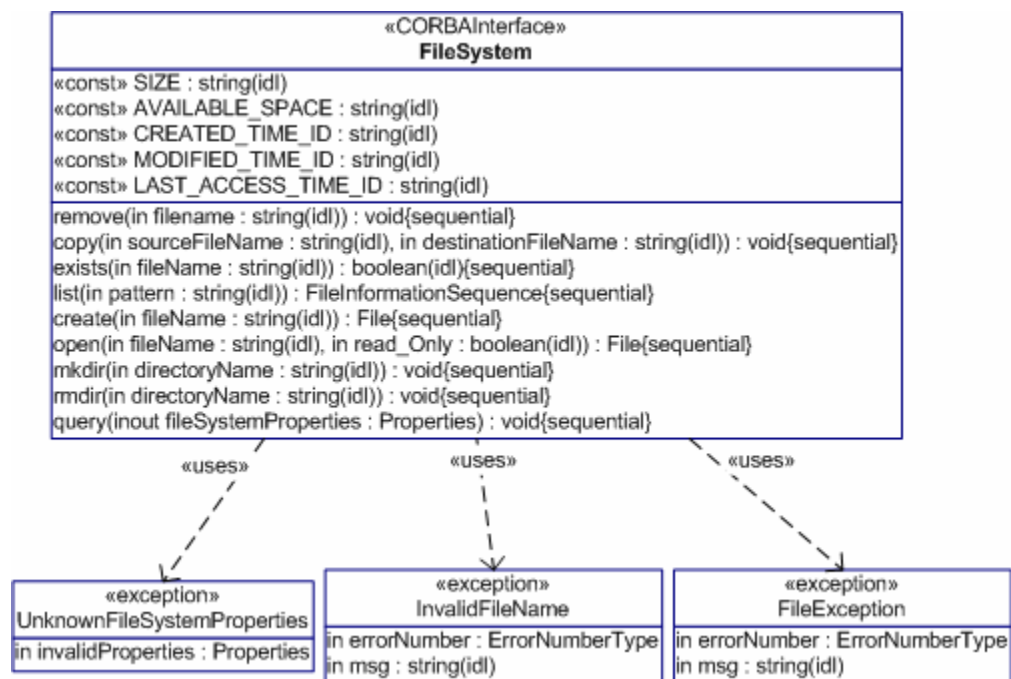 «CORBAInterface»
FileSystem
«const» SIZE : string(idl)
«const» AVAILABLE_SPACE : string(idl)
«const» CREATED_TIME_ID : string(idl)
«const» MODIFIED_TIME_ID : string(idl)
«const» LAST_ACCESS_TIME_ID : string(idl)
remove(in filename : string(idl)) : void{sequential}
copy(in sourceFileName : string(idl), in destinationFileName : string(idl)) : void{sequential}
exists(in fileName : string(idl)) : boolean(idl){sequential}
list(in pattern : string(idl)) : FileInformationSequence{sequential}
create(in fileName : string(idl)) : File{sequential}
open(in fileName : string(idl), in read_Only : boolean(idl)) : File{sequential}
mkdir(in directoryName : string(idl)) : void{sequential}
rmdir(in directoryName : string(idl)) : void{sequential}
query(inout fileSystemProperties : Properties) : void{sequential}
«uses»
«uses»
«uses»
«exception»
UnknownFileSystemProperties
in invalidProperties : Properties
«exception»
InvalidFileName
in errorNumber : ErrorNumberType
in msg : string(idl)
«exception»
FileException
in errorNumber : ErrorNumberType
in msg : string(idl)